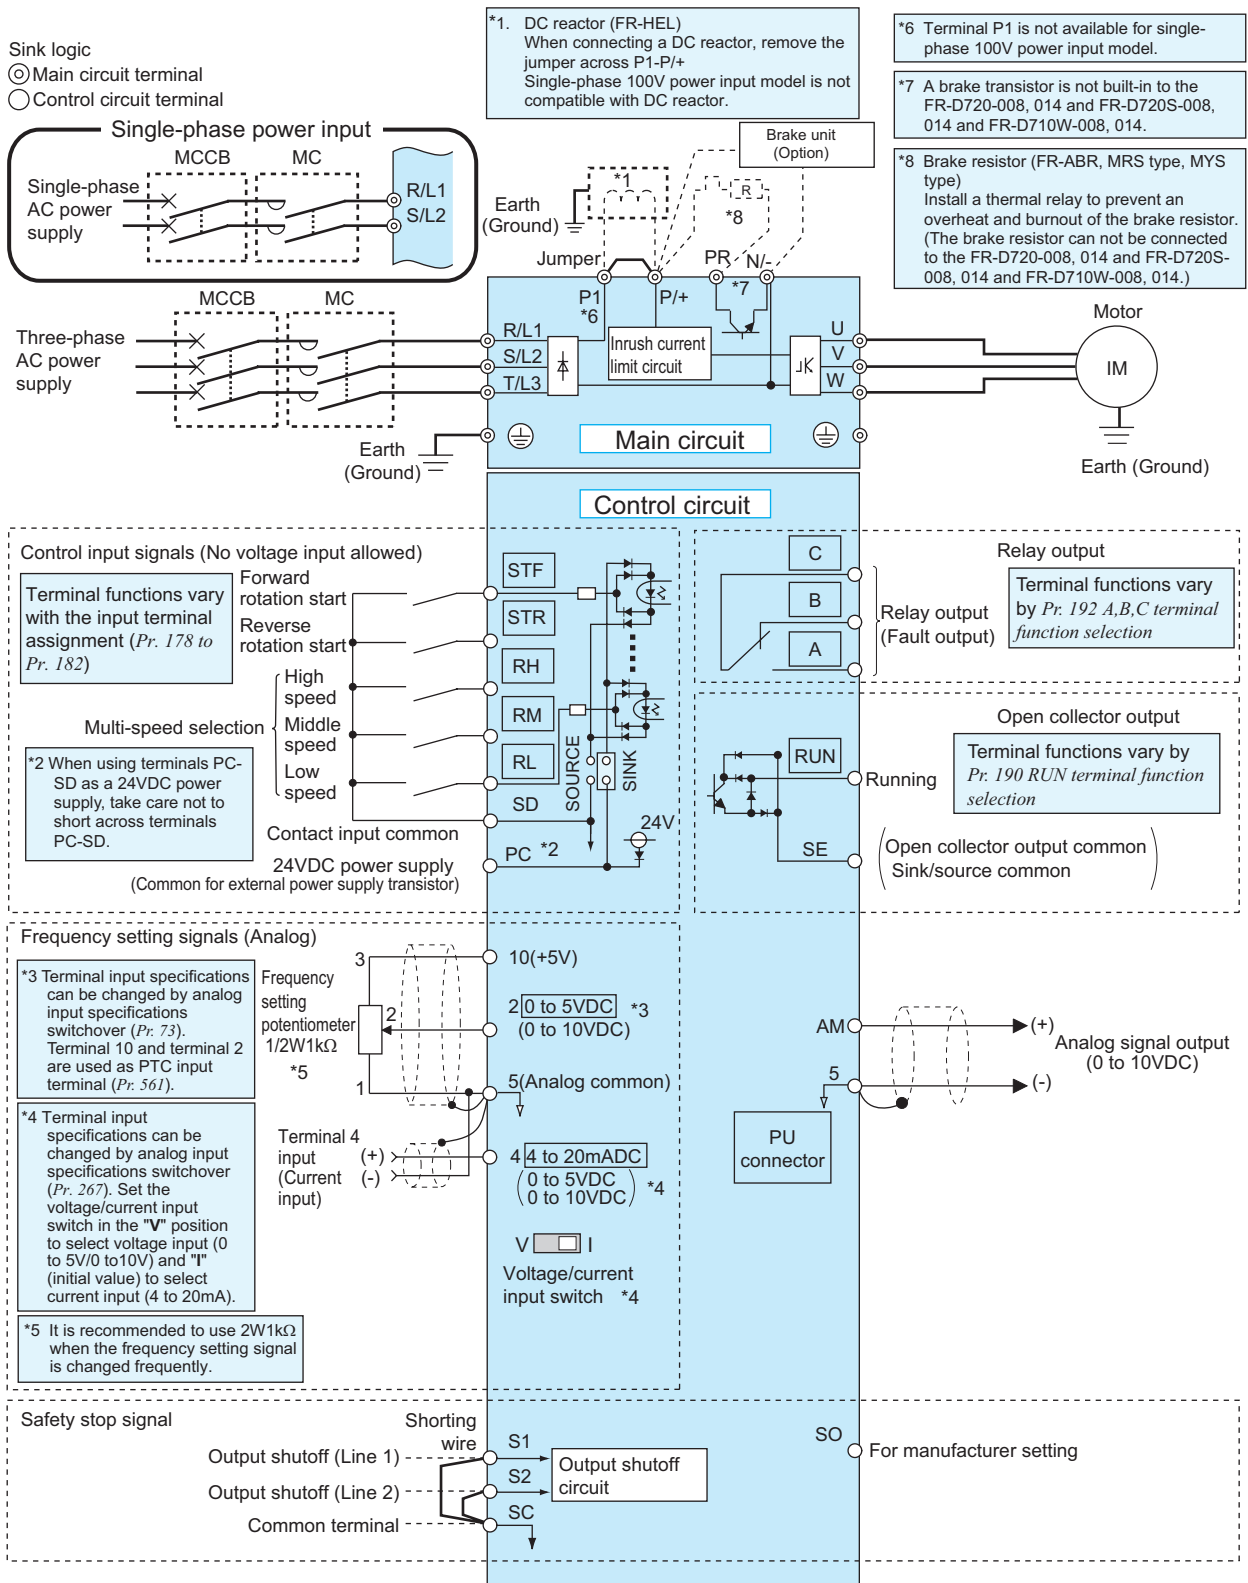 Sink logic
Main circuit terminal
Control circuit terminal
*1. DC reactor (FR-HEL)
When connecting a DC reactor, remove the
jumper across P1-P/+
Single-phase 100V power input model is not
compatible with DC reactor.
*6 Terminal P1 is not available for single-
phase 100V power input model.
*7 A brake transistor is not built-in to the
FR-D720-008, 014 and FR-D720S-008,
014 and FR-D710W-008, 014.
*8 Brake resistor (FR-ABR, MRS type, MYS
type)
Install a thermal relay to prevent an
overheat and burnout of the brake resistor.
(The brake resistor can not be connected
to the FR-D720-008, 014 and FR-D720S-
008, 014 and FR-D710W-008, 014.)
Single-phase power input
MCCB
MC
Single-phase
AC power
supply
R/L1
S/L2
Brake unit
(Option)
*1
R
*8
Earth
(Ground)
Jumper
PR
N/-
P1
*6
P/+
*7
MCCB
MC
Three-phase
AC power
supply
R/L1
S/L2
T/L3
Inrush current
limit circuit
U
V
W
Motor
IM
Earth
(Ground)
Main circuit
Earth (Ground)
Control circuit
Control input signals (No voltage input allowed)
Terminal functions vary
with the input terminal
assignment (Pr. 178 to
Pr. 182)
Forward
rotation start
Reverse
rotation start
High
speed
Multi-speed selection
Middle
speed
Low
speed
*2 When using terminals PC-
SD as a 24VDC power
supply, take care not to
short across terminals
PC-SD.
Contact input common
24VDC power supply
(Common for external power supply transistor)
STF
STR
RH
RM
RL
SD
PC *2
SOURCE
SINK
24V
Relay output
C
B
A
Relay output
(Fault output)
Terminal functions vary
by Pr. 192 A,B,C terminal
function selection
Open collector output
RUN
Running
Terminal functions vary by
Pr. 190 RUN terminal function
selection
SE
Open collector output common
Sink/source common
Frequency setting signals (Analog)
*3 Terminal input specifications
can be changed by analog
input specifications
switchover (Pr. 73).
Terminal 10 and terminal 2
are used as PTC input
terminal (Pr. 561).
Frequency
setting
potentiometer
1/2W1kΩ
*5
3
2
1
10(+5V)
2 0 to 5VDC *3
(0 to 10VDC)
5(Analog common)
*4 Terminal input
specifications can be
changed by analog input
specifications switchover
(Pr. 267). Set the
voltage/current input
switch in the "V" position
to select voltage input (0
to 5V/0 to10V) and "I"
(initial value) to select
current input (4 to 20mA).
Terminal 4
input
(Current
input)
(+)
(-)
4 4 to 20mADC
0 to 5VDC
0 to 10VDC
*4
V I
Voltage/current
input switch *4
*5 It is recommended to use 2W1kΩ
when the frequency setting signal
is changed frequently.
AM
(+)
Analog signal output
(0 to 10VDC)
5
(-)
PU
connector
Safety stop signal
Shorting
wire
Output shutoff (Line 1)
Output shutoff (Line 2)
Common terminal
S1
S2
SC
Output shutoff
circuit
SO
For manufacturer setting